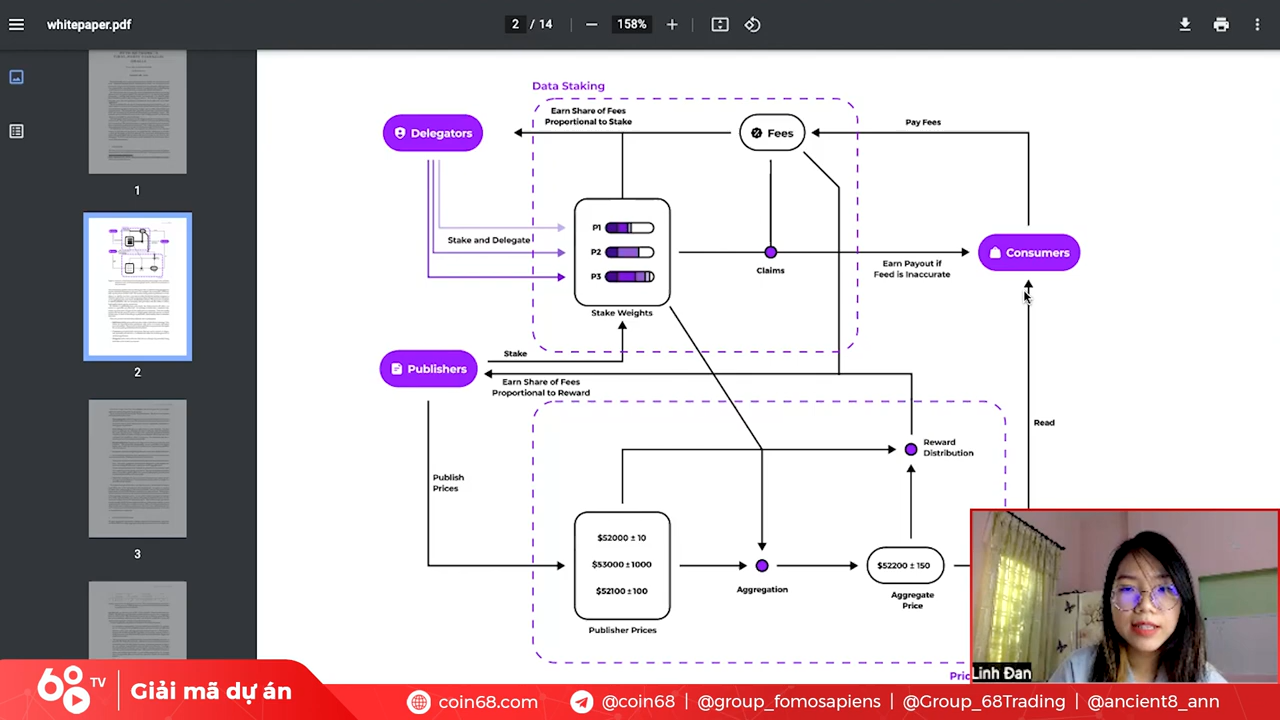 whitepaper.pdf
2 / 14
158%
1
2
3
Data Staking
Delegators
Earn Share of Fees
Proportional to Stake
Fees
Pay Fees
Stake and Delegate
P1
P2
P3
Stake Weights
Claims
Earn Payout if
Feed is Inaccurate
Consumers
Publishers
Stake
Earn Share of Fees
Proportional to Reward
Read
Reward
Distribution
Publish
Prices
$52000 ± 10
$53000 ±1000
$52100 ± 100
Publisher Prices
Aggregation
$52200 ± 150
Aggregate
Price
Linh Đan
68 TV
Giải mã dự án
coin68.com
@coin68 | @group_fomosapiens | @Group_68Trading | @ancient8_ann